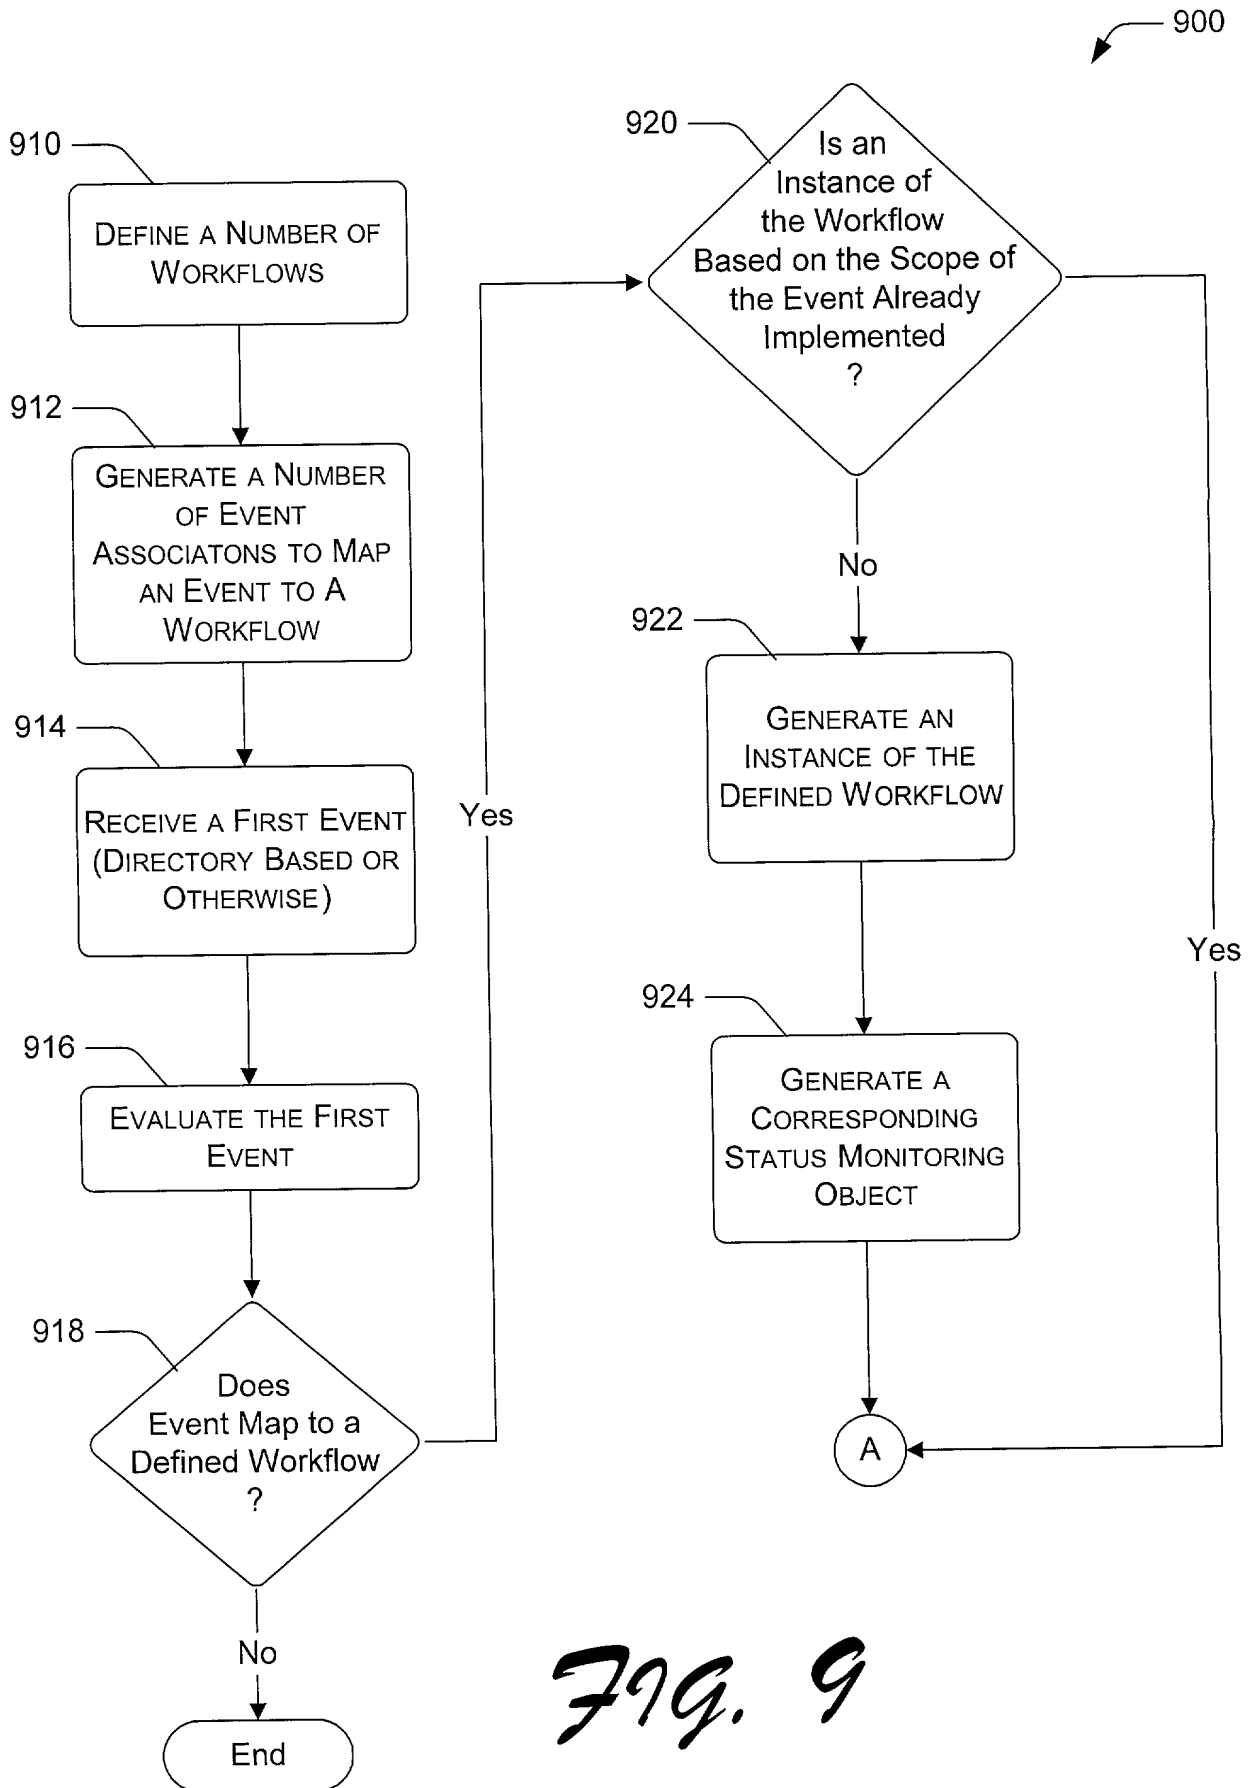 900
910
DEFINE A NUMBER OF
WORKFLOWS
912
GENERATE A NUMBER
OF EVENT
ASSOCIATONS TO MAP
AN EVENT TO A
WORKFLOW
914
RECEIVE A FIRST EVENT
(DIRECTORY BASED OR
OTHERWISE)
916
EVALUATE THE FIRST
EVENT
918
Does
Event Map to a
Defined Workflow
?
No
End
Yes
920
Is an
Instance of
the Workflow
Based on the Scope of
the Event Already
Implemented
?
No
922
GENERATE AN
INSTANCE OF THE
DEFINED WORKFLOW
924
GENERATE A
CORRESPONDING
STATUS MONITORING
OBJECT
A
Yes
FIG. 9